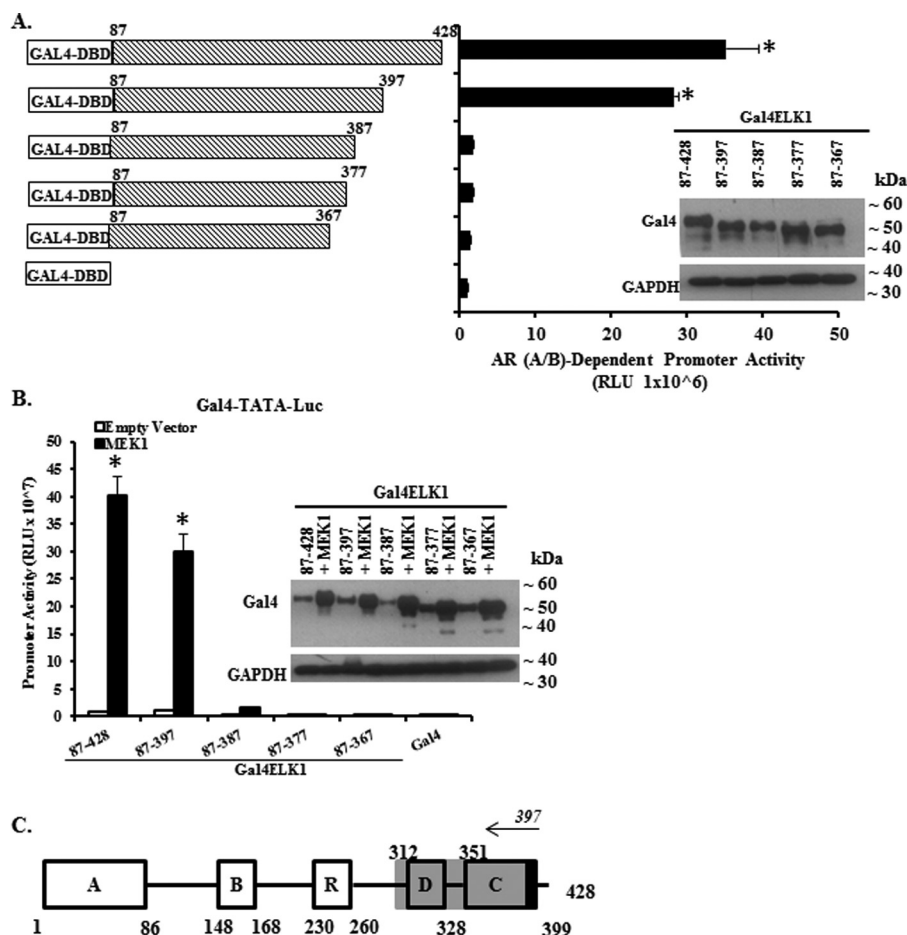 A.
87
428
GAL4-DBD
87
397
GAL4-DBD
87
387
GAL4-DBD
87
377
GAL4-DBD
87
367
GAL4-DBD
GAL4-DBD
*
*
Gal4ELK1
87-428
87-397
87-387
87-377
87-367
kDa
Gal4
~ 60
~ 50
~ 40
GAPDH
~ 40
~ 30
0 10 20 30 40 50
AR (A/B)-Dependent Promoter Activity
(RLU 1x10^6)
B.
Gal4-TATA-Luc
Empty Vector
MEK1
Promoter Activity (RLU x 10^7)
50
45
40
35
30
25
20
15
10
5
0
*
*
87-428
87-397
87-387
87-377
87-367
Gal4
Gal4ELK1
Gal4ELK1
87-428
+ MEK1
87-397
+ MEK1
87-387
+ MEK1
87-377
+ MEK1
87-367
+ MEK1
kDa
Gal4
~ 60
~ 50
~ 40
GAPDH
~ 40
~ 30
C.
397
312 351
A B R D C
428
1 86 148 168 230 260 328 399